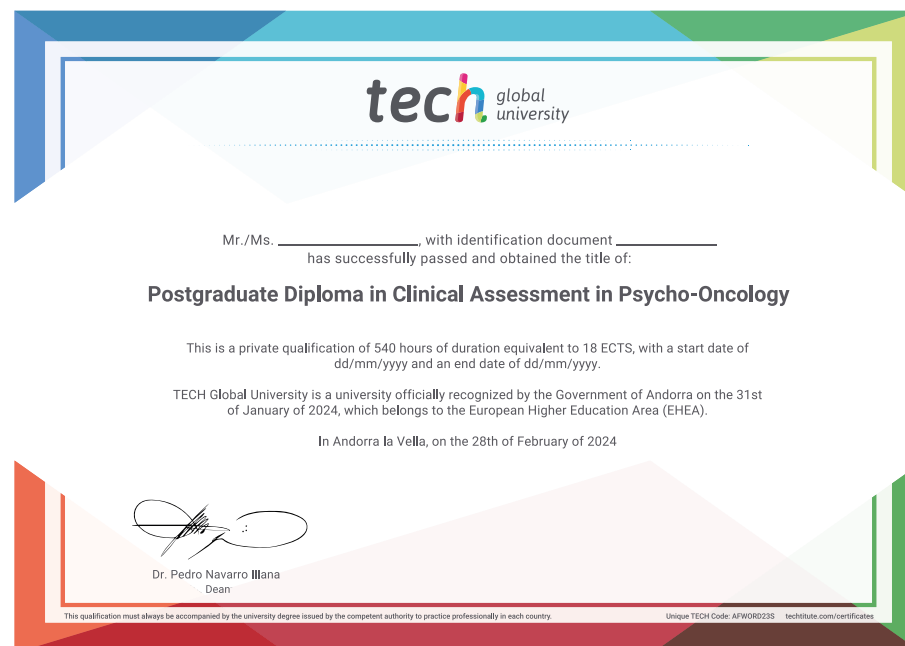 tech global university
Mr./Ms. ____________________, with identification document ______________
has successfully passed and obtained the title of:
Postgraduate Diploma in Clinical Assessment in Psycho-Oncology
This is a private qualification of 540 hours of duration equivalent to 18 ECTS, with a start date of
dd/mm/yyyy and an end date of dd/mm/yyyy.
TECH Global University is a university officially recognized by the Government of Andorra on the 31st
of January of 2024, which belongs to the European Higher Education Area (EHEA).
In Andorra la Vella, on the 28th of February of 2024
Dr. Pedro Navarro Illana
Dean
This qualification must always be accompanied by the university degree issued by the competent authority to practice professionally in each country.
Unique TECH Code: AFWORD23S techtitute.com/certificates